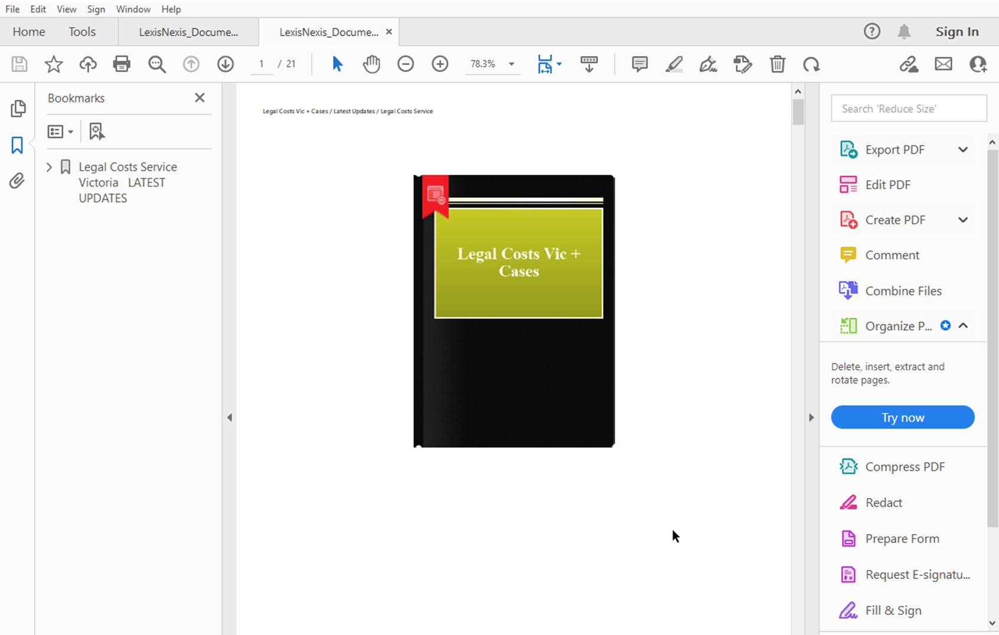 File Edit View Sign Window Help
Home Tools LexisNexis_Docume... LexisNexis_Docume... Sign In
1 / 21 78.3%
Bookmarks
Legal Costs Service
Victoria LATEST
UPDATES
Legal Costs Vic + Cases / Latest Updates / Legal Costs Service
Legal Costs Vic +
Cases
Search 'Reduce Size'
Export PDF
Edit PDF
Create PDF
Comment
Combine Files
Organize P...
Delete, insert, extract and
rotate pages.
Try now
Compress PDF
Redact
Prepare Form
Request E-signatu...
Fill & Sign